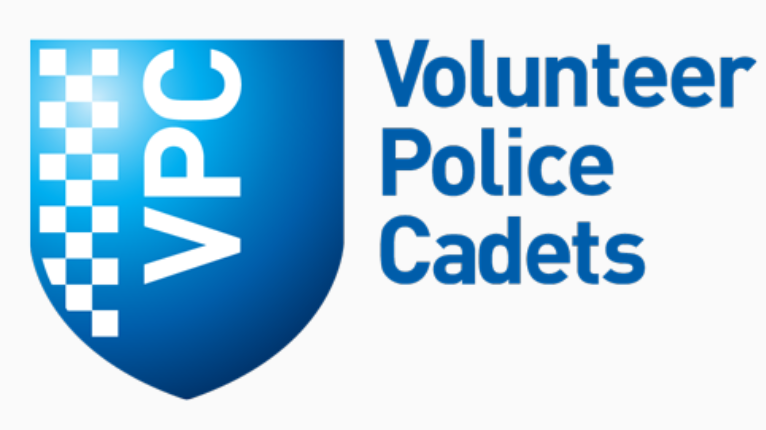 VPC
Volunteer
Police
Cadets